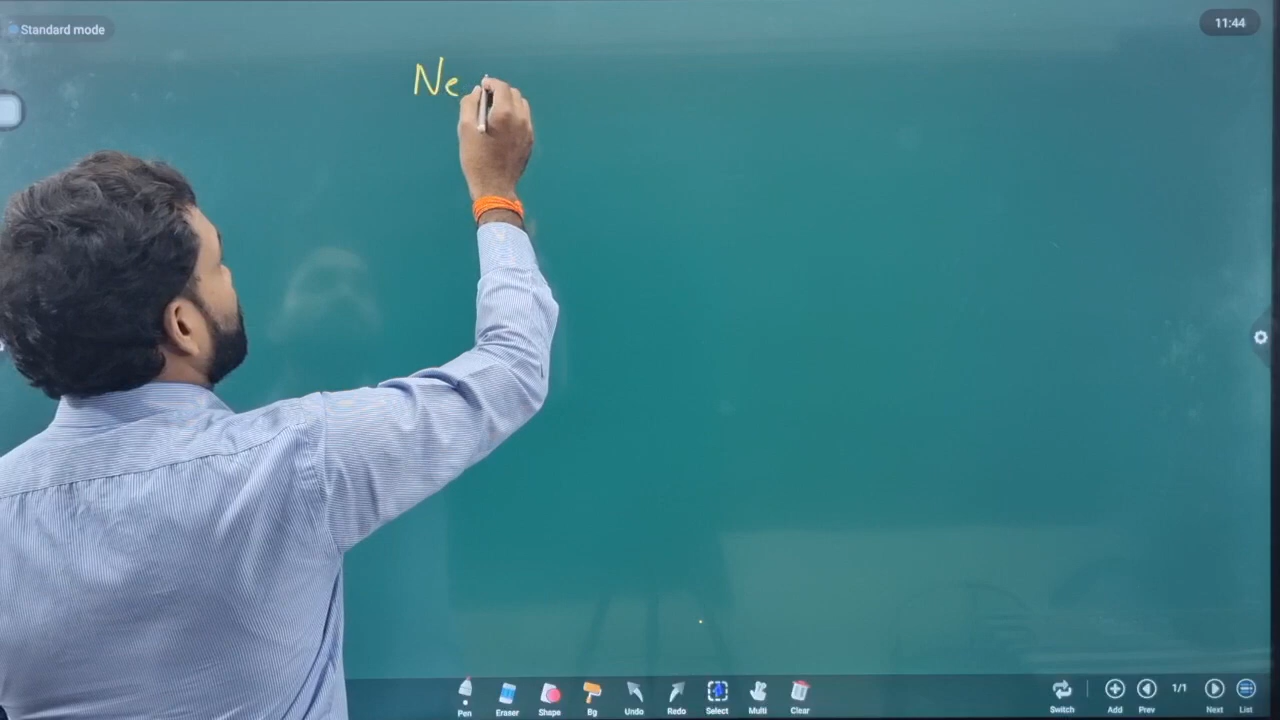 Standard mode
11:44
Ne
Pen Eraser Shape Bg Undo Redo Select Multi Clear Switch Add Prev 1/1 Next List